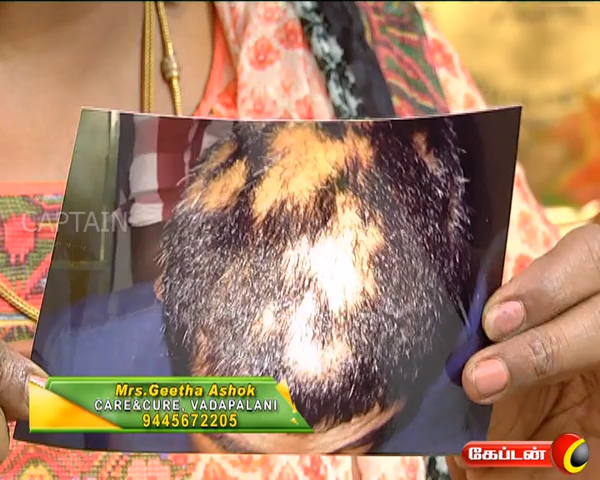 CAPTAIN
Mrs.Geetha Ashok
CARE&CURE, VADAPALANI
9445672205
கேப்டன்